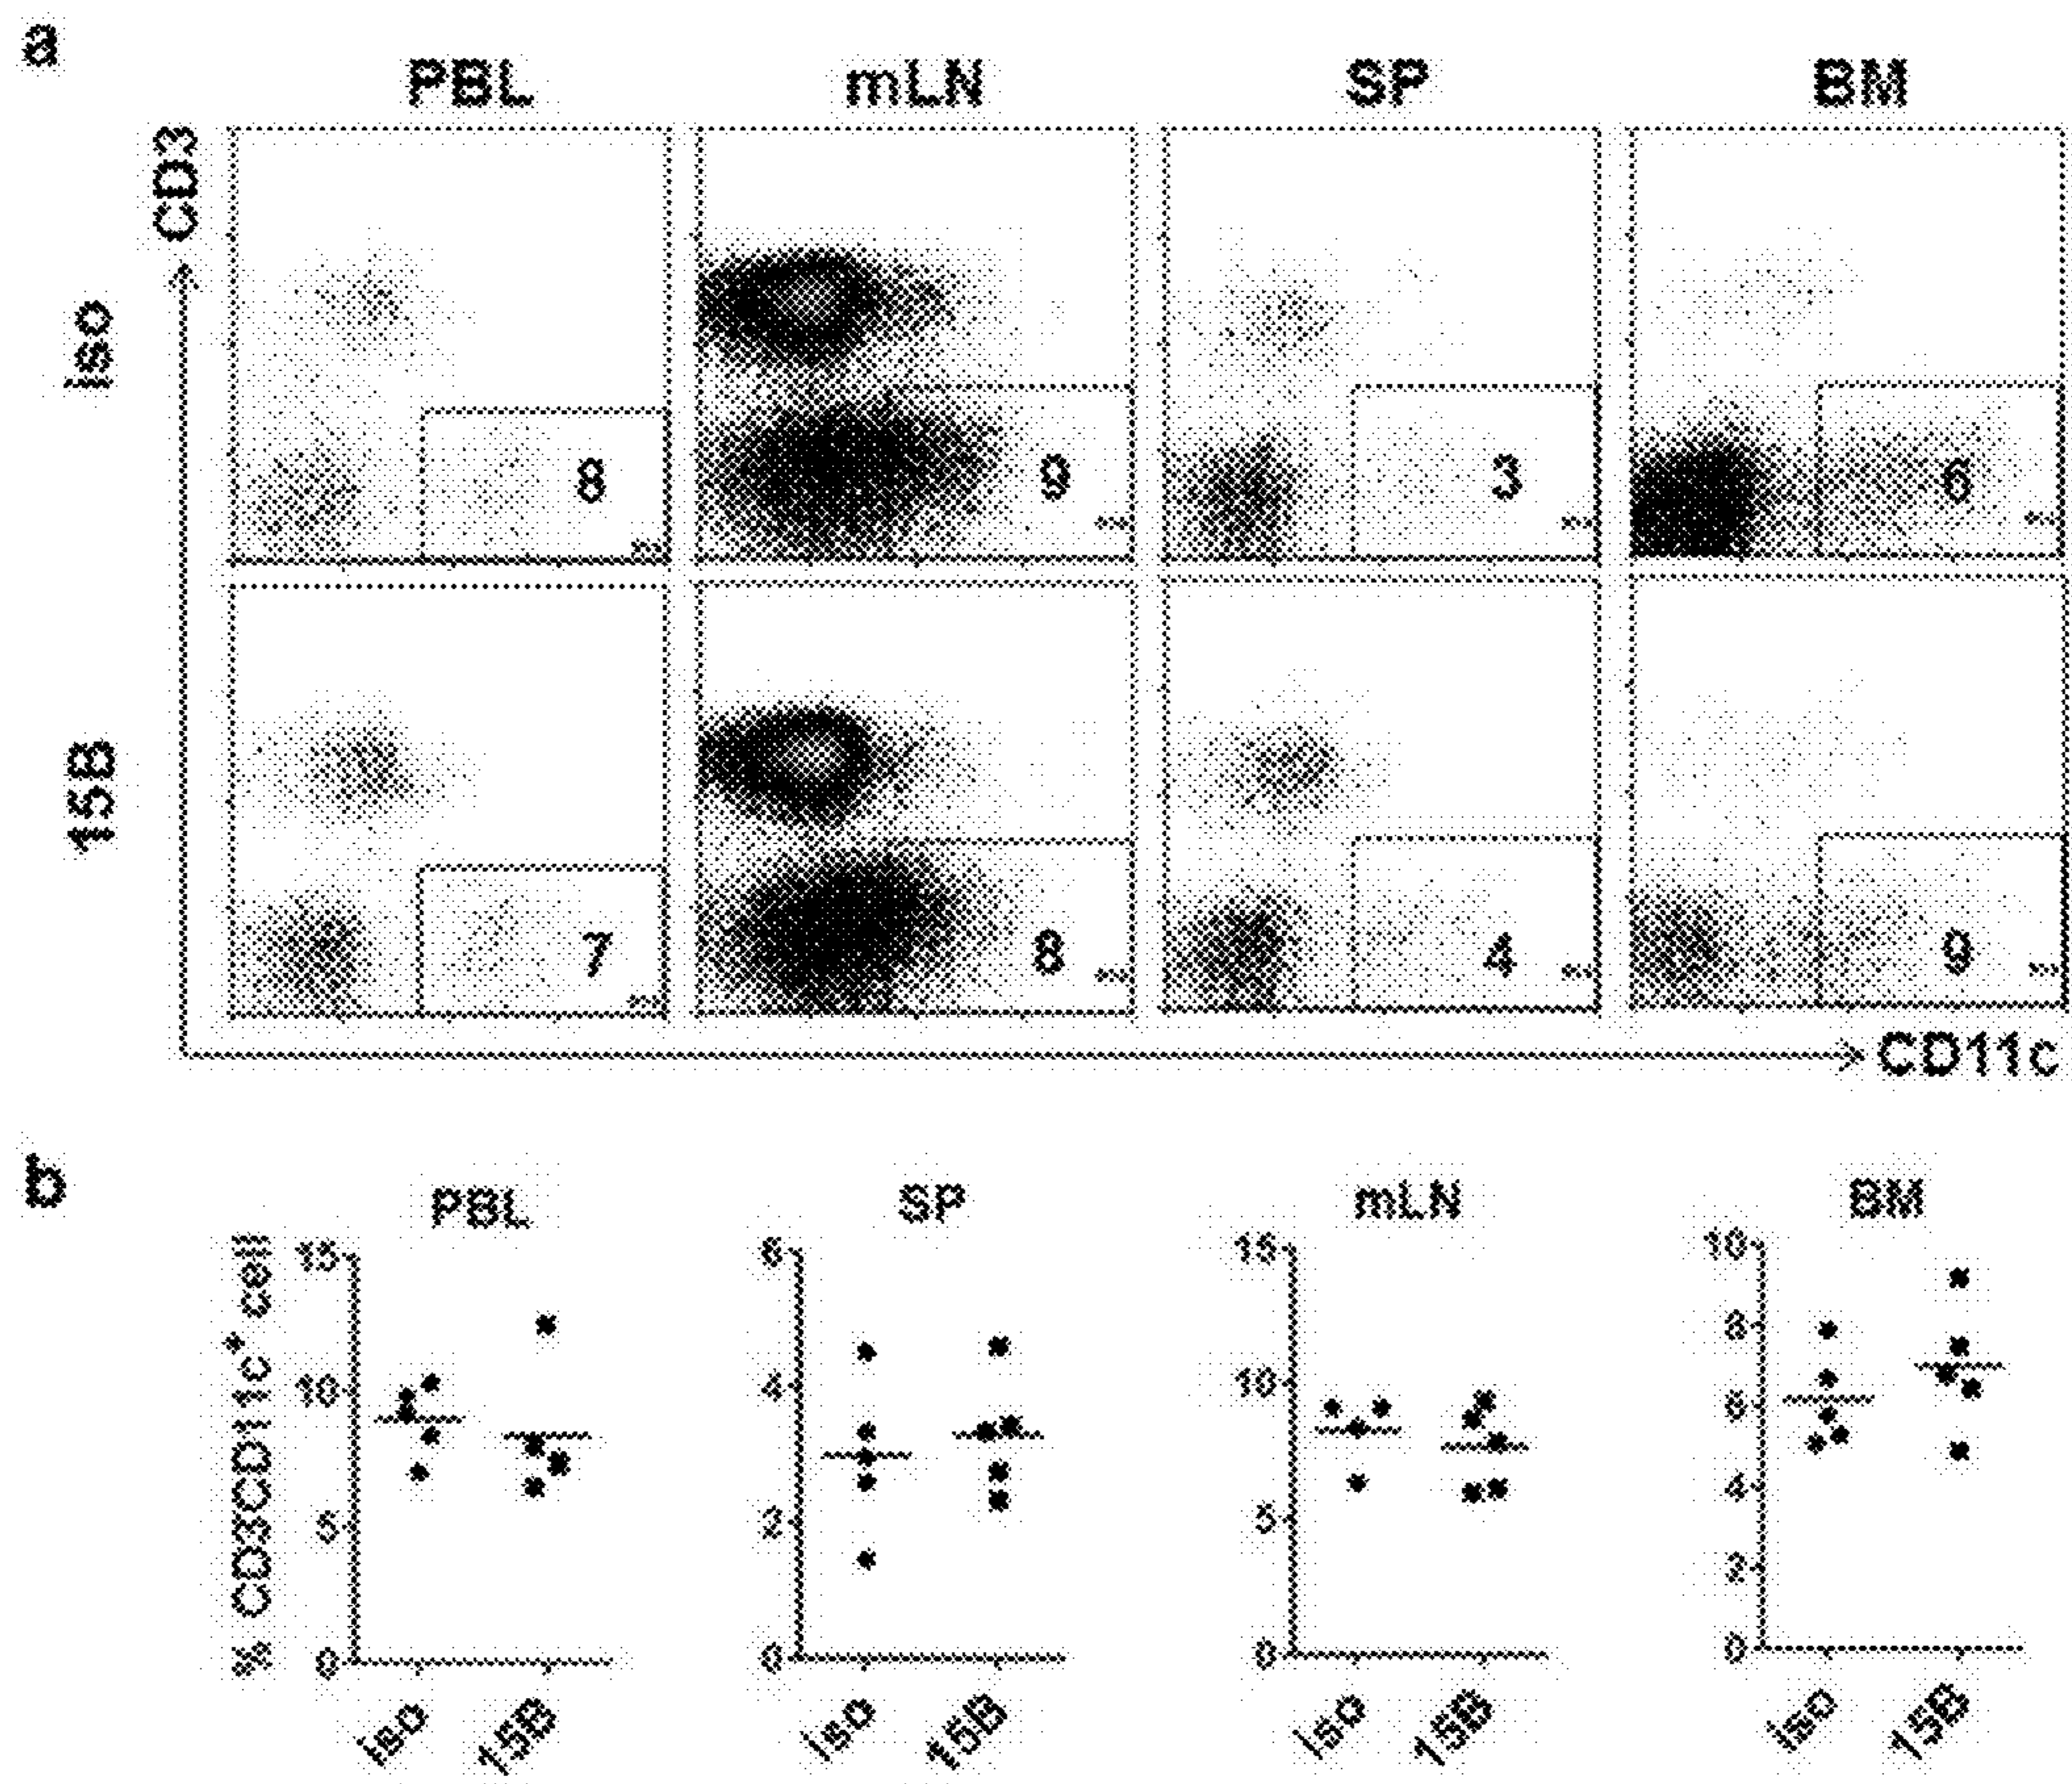 a
PBL mLN SP BM
CD3
iso
8 9 3 6
15B
7 8 4 9
CD11c
b
PBL SP mLN BM
% CD3CD11c+ cell
15 10 5 0
6 4 2 0
15 10 5 0
10 8 6 4 2 0
iso 15B iso 15B iso 15B iso 15B